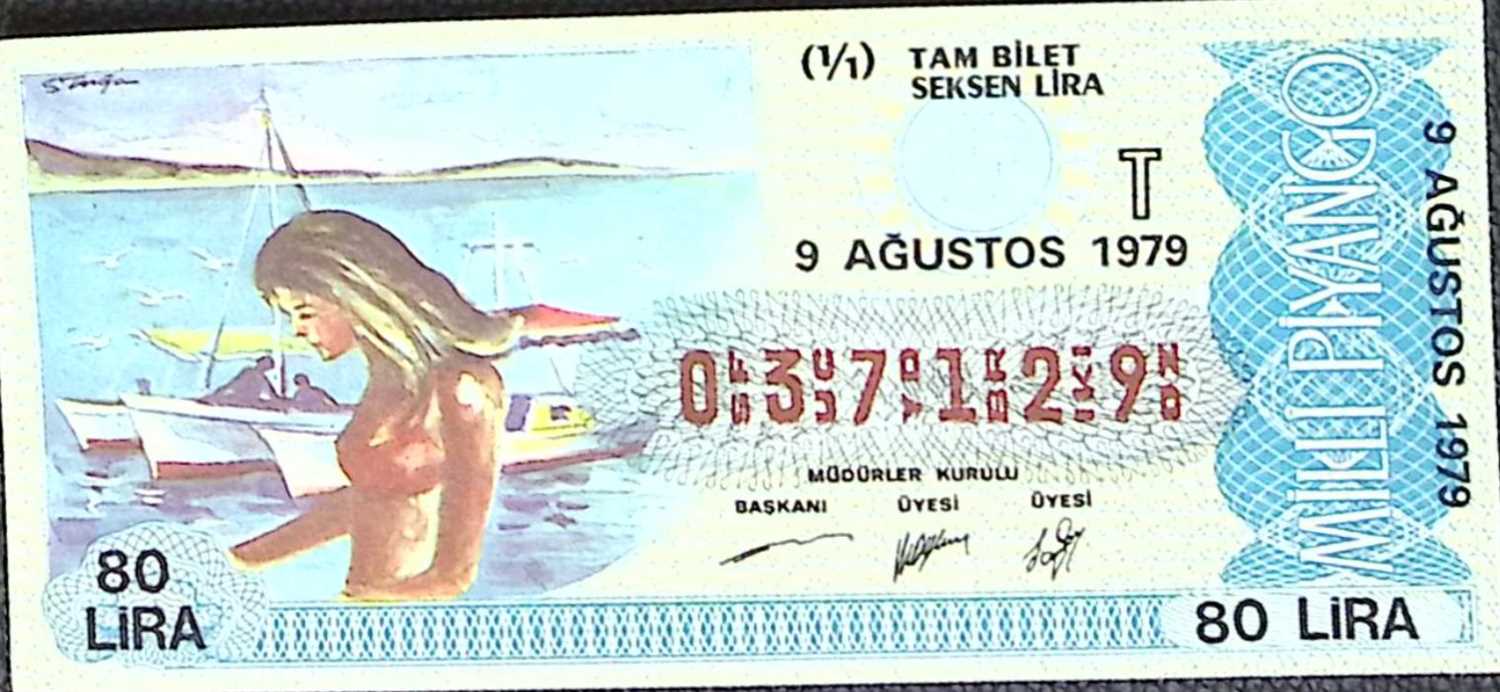 (1/1) TAM BİLET
SEKSEN LİRA
T
9 AĞUSTOS 1979
0 3 7 1 2 9
MÜDÜRLER KURULU
BAŞKANI ÜYESİ ÜYESİ
80
LİRA
80 LİRA
MİLLİ PİYANGO
9 AĞUSTOS 1979